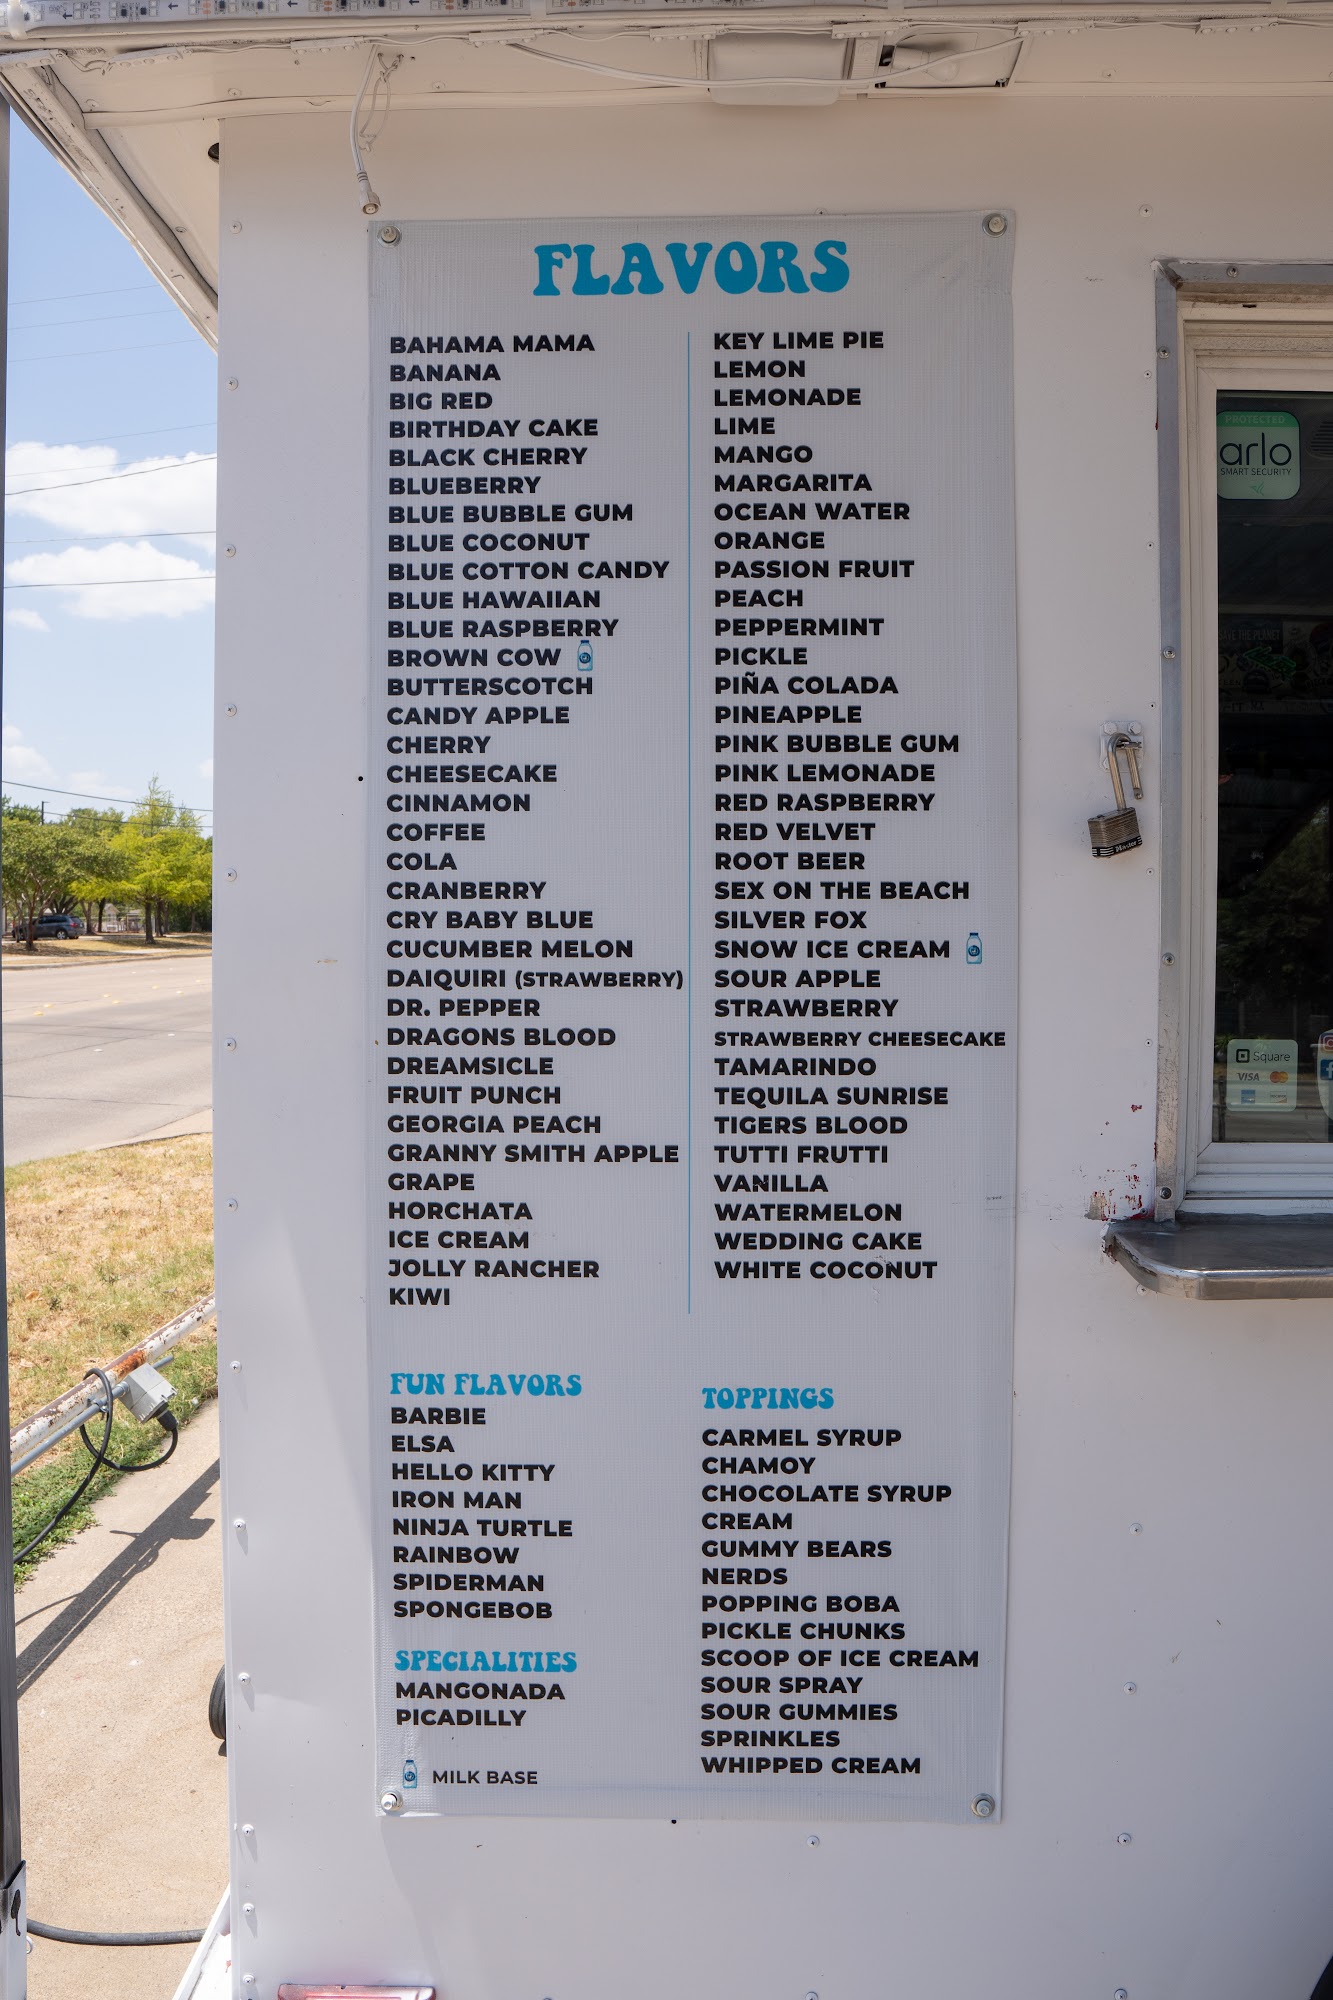 FLAVORS
BAHAMA MAMA
BANANA
BIG RED
BIRTHDAY CAKE
BLACK CHERRY
BLUEBERRY
BLUE BUBBLE GUM
BLUE COCONUT
BLUE COTTON CANDY
BLUE HAWAIIAN
BLUE RASPBERRY
BROWN COW
BUTTERSCOTCH
CANDY APPLE
CHERRY
CHEESECAKE
CINNAMON
COFFEE
COLA
CRANBERRY
CRY BABY BLUE
CUCUMBER MELON
DAIQUIRI (STRAWBERRY)
DR. PEPPER
DRAGONS BLOOD
DREAMSICLE
FRUIT PUNCH
GEORGIA PEACH
GRANNY SMITH APPLE
GRAPE
HORCHATA
ICE CREAM
JOLLY RANCHER
KIWI
KEY LIME PIE
LEMON
LEMONADE
LIME
MANGO
MARGARITA
OCEAN WATER
ORANGE
PASSION FRUIT
PEACH
PEPPERMINT
PICKLE
PIÑA COLADA
PINEAPPLE
PINK BUBBLE GUM
PINK LEMONADE
RED RASPBERRY
RED VELVET
ROOT BEER
SEX ON THE BEACH
SILVER FOX
SNOW ICE CREAM
SOUR APPLE
STRAWBERRY
STRAWBERRY CHEESECAKE
TAMARINDO
TEQUILA SUNRISE
TIGERS BLOOD
TUTTI FRUTTI
VANILLA
WATERMELON
WEDDING CAKE
WHITE COCONUT
FUN FLAVORS
BARBIE
ELSA
HELLO KITTY
IRON MAN
NINJA TURTLE
RAINBOW
SPIDERMAN
SPONGEBOB
SPECIALITIES
MANGONADA
PICADILLY
MILK BASE
TOPPINGS
CARMEL SYRUP
CHAMOY
CHOCOLATE SYRUP
CREAM
GUMMY BEARS
NERDS
POPPING BOBA
PICKLE CHUNKS
SCOOP OF ICE CREAM
SOUR SPRAY
SOUR GUMMIES
SPRINKLES
WHIPPED CREAM
PROTECTED
arlo
SMART SECURITY
SAVE THE PLANET
Master
Square
VISA